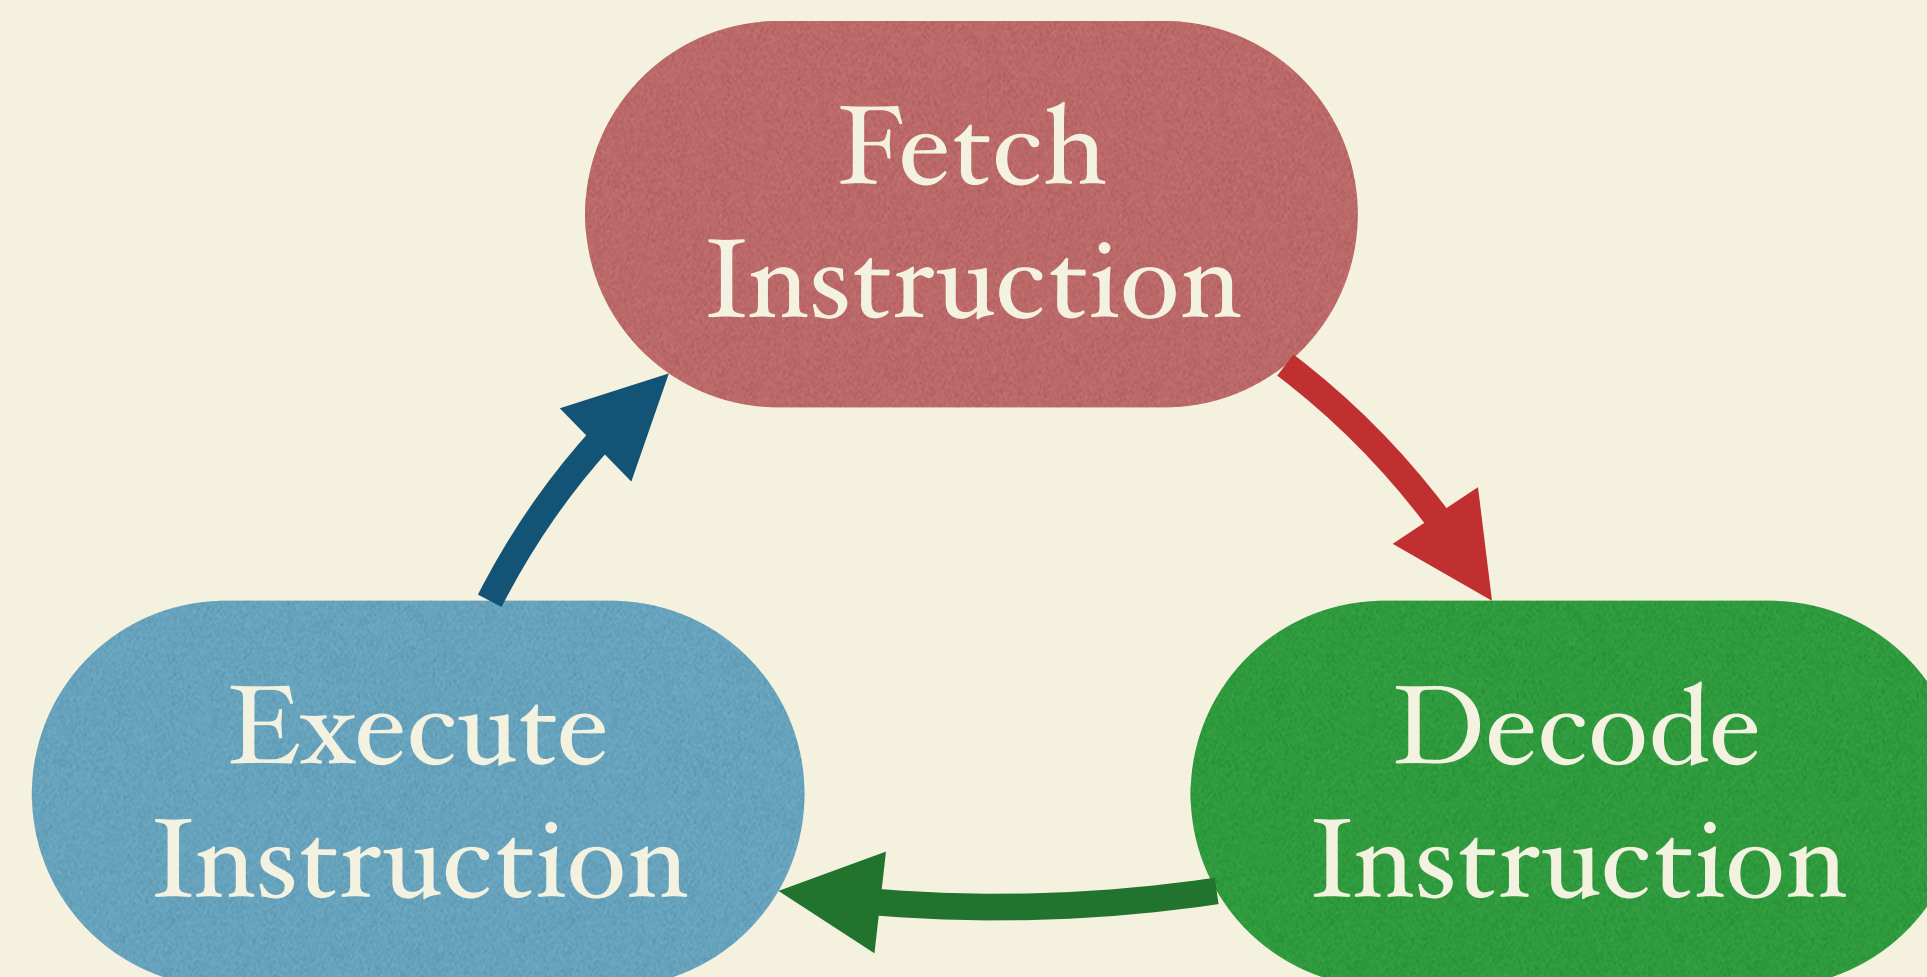 Fetch
Instruction
Execute
Instruction
Decode
Instruction